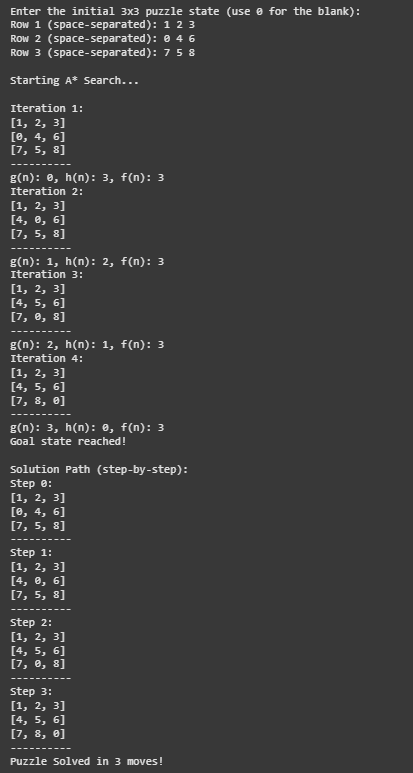 Enter the initial 3x3 puzzle state (use 0 for the blank):
Row 1 (space-separated): 1 2 3
Row 2 (space-separated): 0 4 6
Row 3 (space-separated): 7 5 8
Starting A* Search...
Iteration 1:
[1, 2, 3]
[0, 4, 6]
[7, 5, 8]
----------
g(n): 0, h(n): 3, f(n): 3
Iteration 2:
[1, 2, 3]
[4, 0, 6]
[7, 5, 8]
----------
g(n): 1, h(n): 2, f(n): 3
Iteration 3:
[1, 2, 3]
[4, 5, 6]
[7, 0, 8]
----------
g(n): 2, h(n): 1, f(n): 3
Iteration 4:
[1, 2, 3]
[4, 5, 6]
[7, 8, 0]
----------
g(n): 3, h(n): 0, f(n): 3
Goal state reached!
Solution Path (step-by-step):
Step 0:
[1, 2, 3]
[0, 4, 6]
[7, 5, 8]
----------
Step 1:
[1, 2, 3]
[4, 0, 6]
[7, 5, 8]
----------
Step 2:
[1, 2, 3]
[4, 5, 6]
[7, 0, 8]
----------
Step 3:
[1, 2, 3]
[4, 5, 6]
[7, 8, 0]
----------
Puzzle Solved in 3 moves!